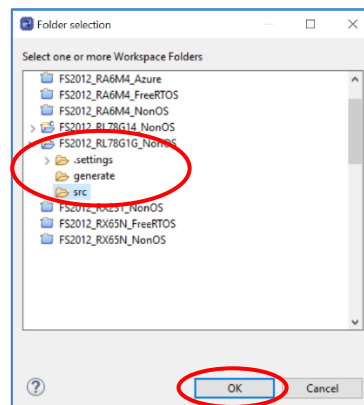 Folder selection
Select one or more Workspace Folders
FS2012_RA6M4_Azure
FS2012_RA6M4_FreeRTOS
FS2012_RA6M4_NonOS
FS2012_RL78G14_NonOS
FS2012_RL78G1G_NonOS
.settings
generate
src
FS2012_RX231_NonOS
FS2012_RX65N_FreeRTOS
FS2012_RX65N_NonOS
?
OK
Cancel